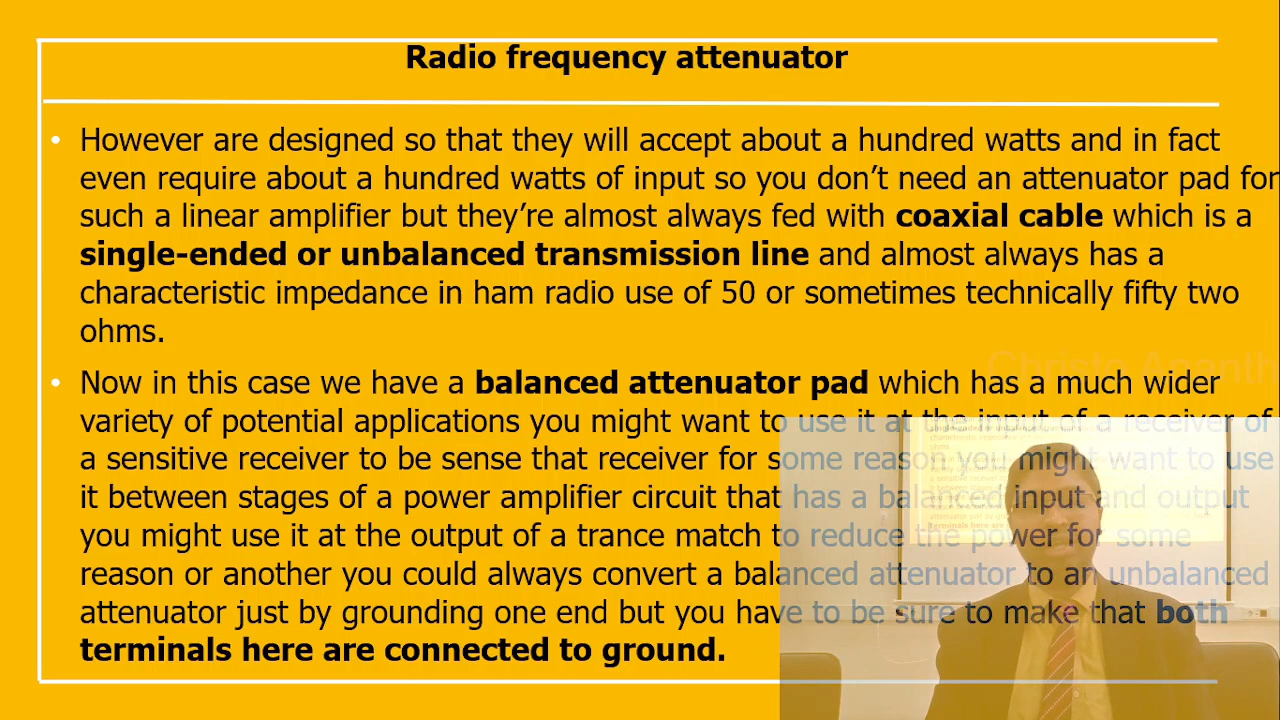 Radio frequency attenuator
• However are designed so that they will accept about a hundred watts and in fact
even require about a hundred watts of input so you don’t need an attenuator pad for
such a linear amplifier but they’re almost always fed with coaxial cable which is a
single-ended or unbalanced transmission line and almost always has a
characteristic impedance in ham radio use of 50 or sometimes technically fifty two
ohms.
Christo Ananth
• Now in this case we have a balanced attenuator pad which has a much wider
variety of potential applications you might want to use it at the input of a receiver of
a sensitive receiver to be sense that receiver for some reason you might want to use
it between stages of a power amplifier circuit that has a balanced input and output
you might use it at the output of a trance match to reduce the power for some
reason or another you could always convert a balanced attenuator to an unbalanced
attenuator just by grounding one end but you have to be sure to make that both
terminals here are connected to ground.